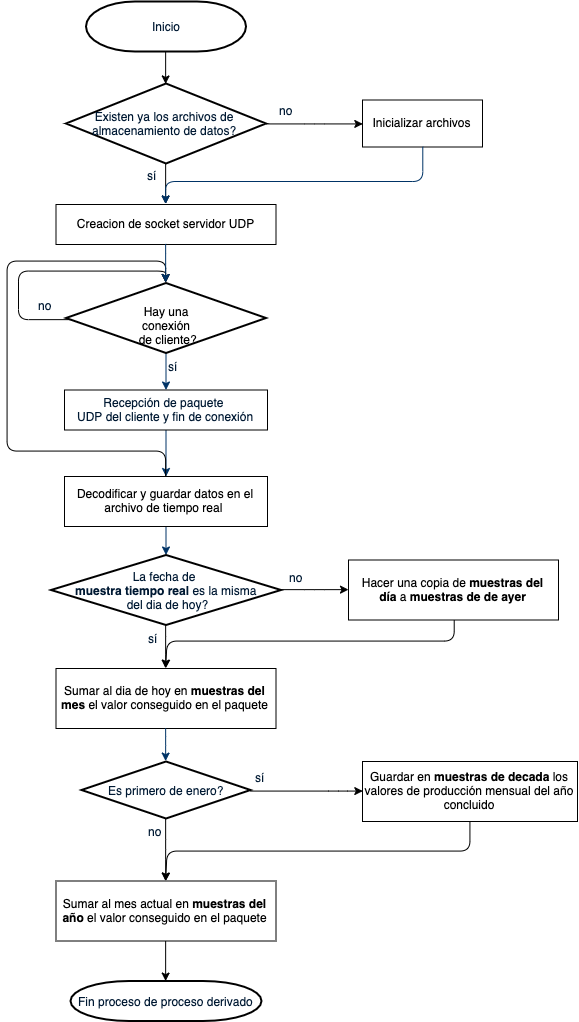 Inicio
Existen ya los archivos de
almacenamiento de datos?
no
Inicializar archivos
sí
Creacion de socket servidor UDP
no
Hay una
conexión
de cliente?
sí
Recepción de paquete
UDP del cliente y fin de conexión
Decodificar y guardar datos en el
archivo de tiempo real
La fecha de
muestra tiempo real es la misma
del dia de hoy?
no
Hacer una copia de muestras del
día a muestras de de ayer
sí
Sumar al dia de hoy en muestras del
mes el valor conseguido en el paquete
Es primero de enero?
sí
Guardar en muestras de decada los
valores de producción mensual del año
concluido
no
Sumar al mes actual en muestras del
año el valor conseguido en el paquete
Fin proceso de proceso derivado